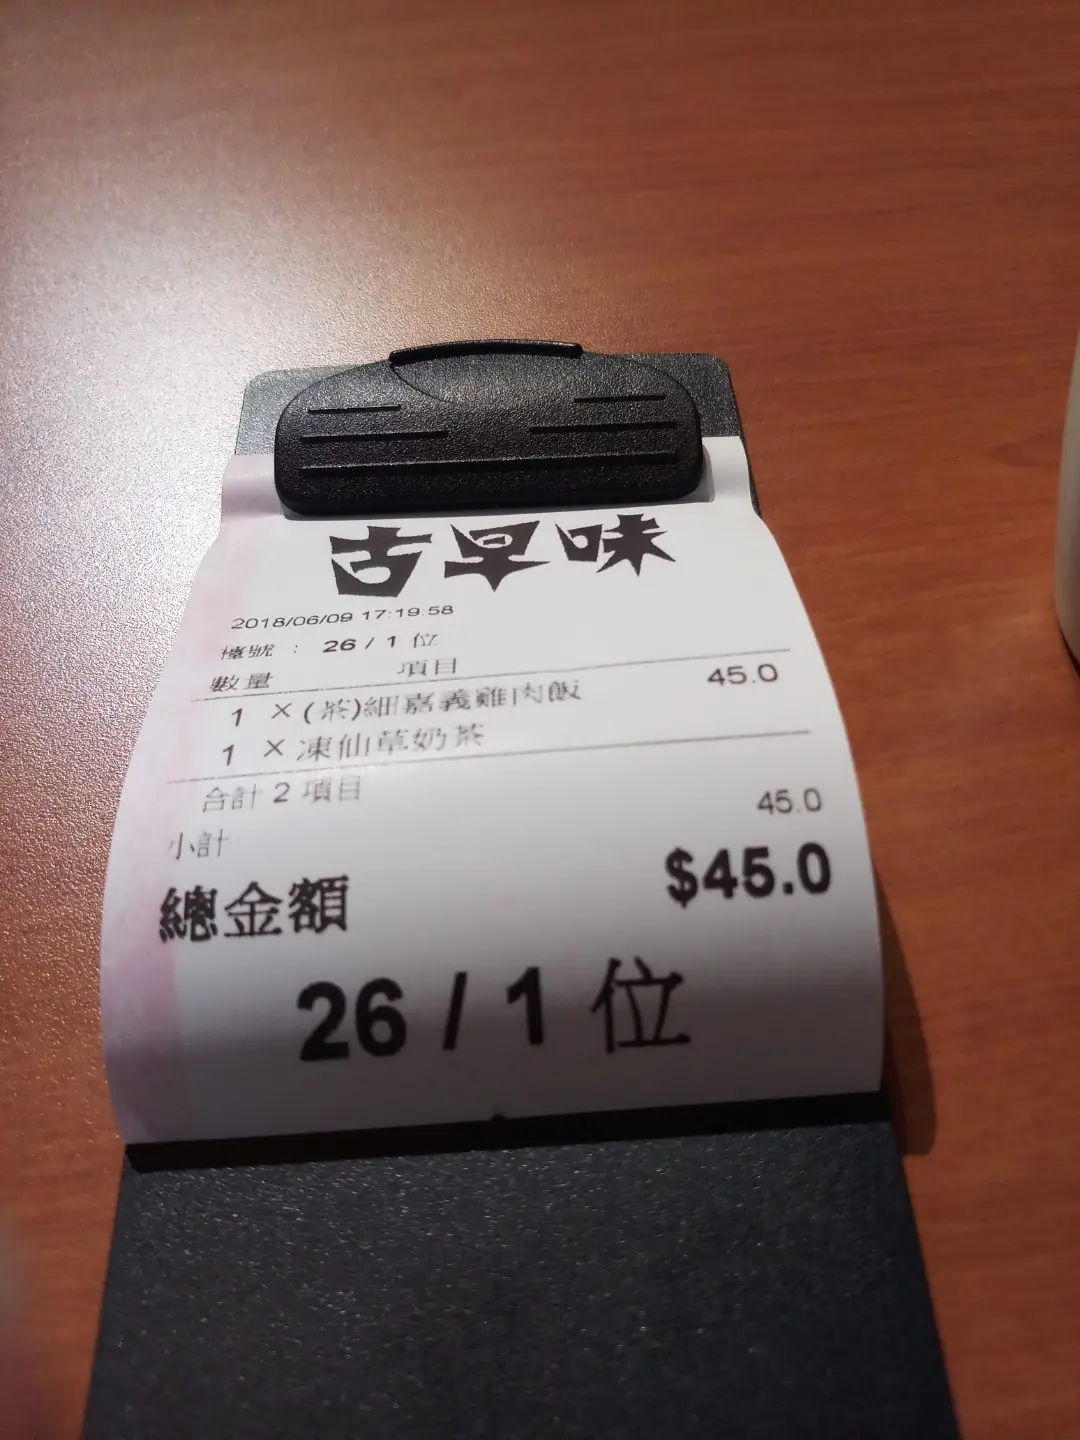 古早味
2018/06/09 17:19:58
檯號 : 26 / 1 位
數量 項目
1 × (茶)細嘉義雞肉飯 45.0
1 × 凍仙草奶茶
合計 2 項目
小計 45.0
總金額 $45.0
26 / 1 位